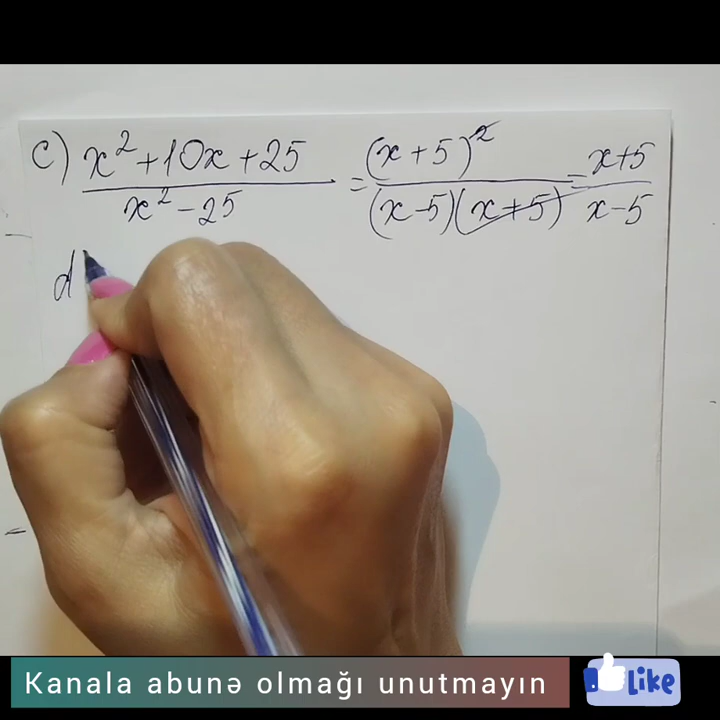 c) x² + 10x + 25 / x² - 25 = (x + 5)² / (x - 5)(x + 5) = x + 5 / x - 5
d
Kanala abunə olmağı unutmayın Like